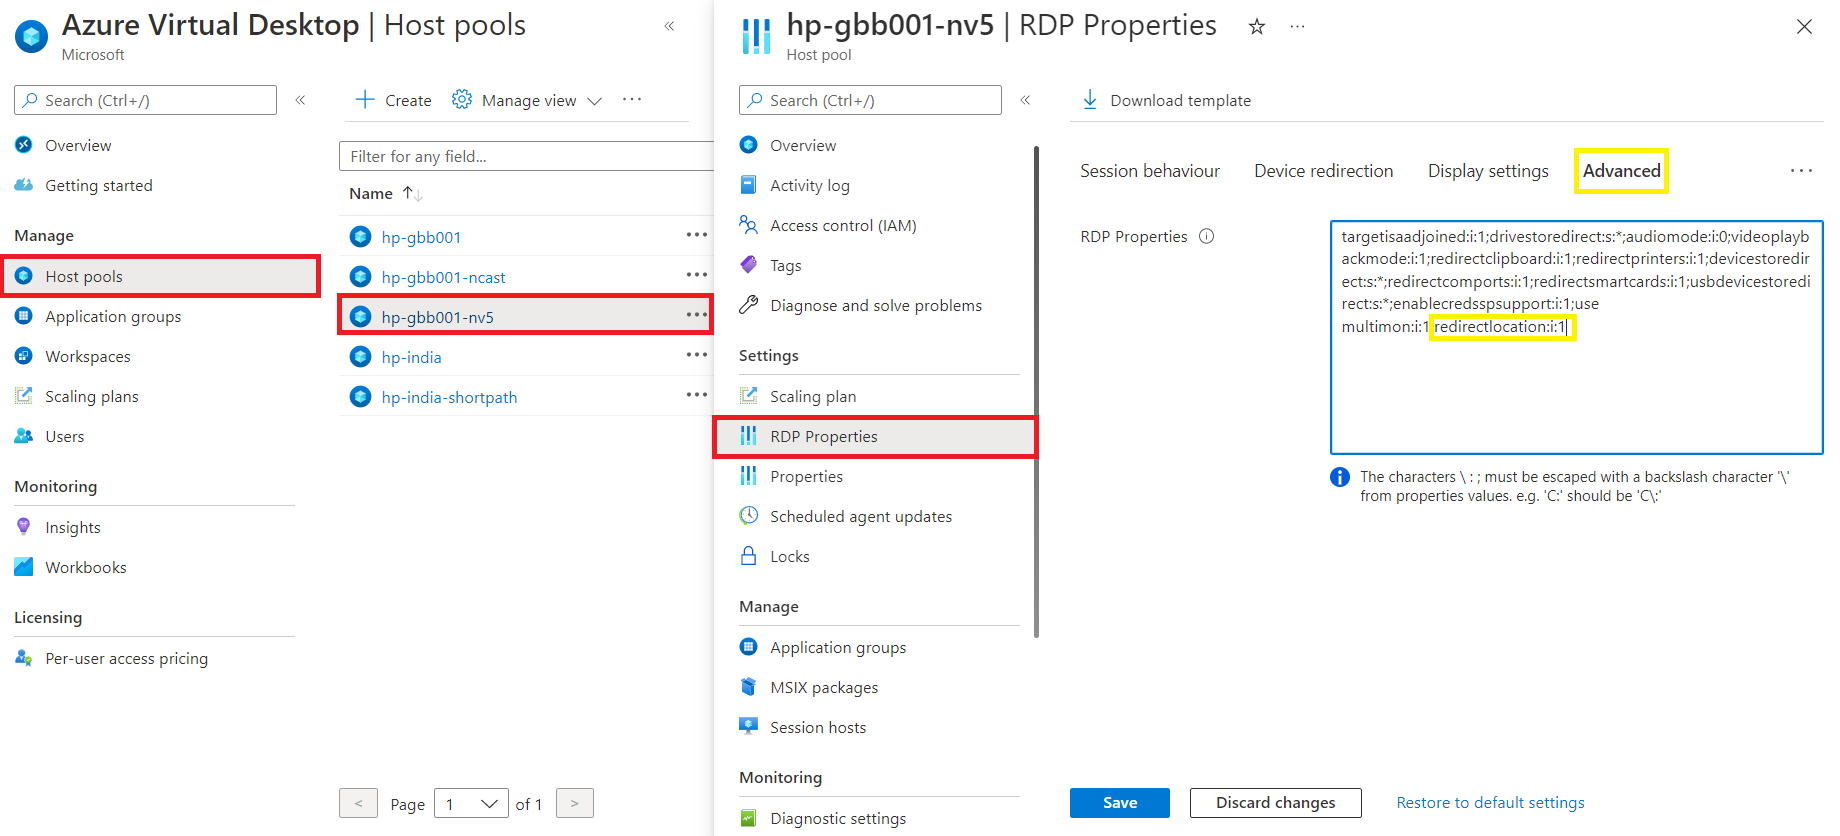 Azure Virtual Desktop | Host pools
Microsoft
Search (Ctrl+/)
Overview
Getting started
Manage
Host pools
Application groups
Workspaces
Scaling plans
Users
Monitoring
Insights
Workbooks
Licensing
Per-user access pricing
Create
Manage view
Filter for any field...
Name
hp-gbb001
hp-gbb001-ncast
hp-gbb001-nv5
hp-india
hp-india-shortpath
< Page 1 of 1 >
hp-gbb001-nv5 | RDP Properties
Host pool
Search (Ctrl+/)
Overview
Activity log
Access control (IAM)
Tags
Diagnose and solve problems
Settings
Scaling plan
RDP Properties
Properties
Scheduled agent updates
Locks
Manage
Application groups
MSIX packages
Session hosts
Monitoring
Diagnostic settings
Download template
Session behaviour Device redirection Display settings Advanced
RDP Properties
targetisaadjoined:i:1;drivestoredirect:s:*;audiomode:i:0;videoplayb
ackmode:i:1;redirectclipboard:i:1;redirectprinters:i:1;devicestoredir
ect:s:*;redirectcomports:i:1;redirectsmartcards:i:1;usbdevicestoredi
rect:s:*;enablecredsspsupport:i:1;use
multimon:i:1 redirectlocation:i:1
The characters \ : ; must be escaped with a backslash character '\'
from properties values. e.g. 'C:' should be 'C\:'
Save
Discard changes
Restore to default settings